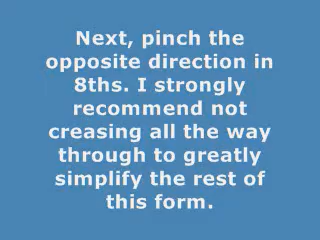 Next, pinch the
opposite direction in
8ths. I strongly
recommend not
creasing all the way
through to greatly
simplify the rest of
this form.